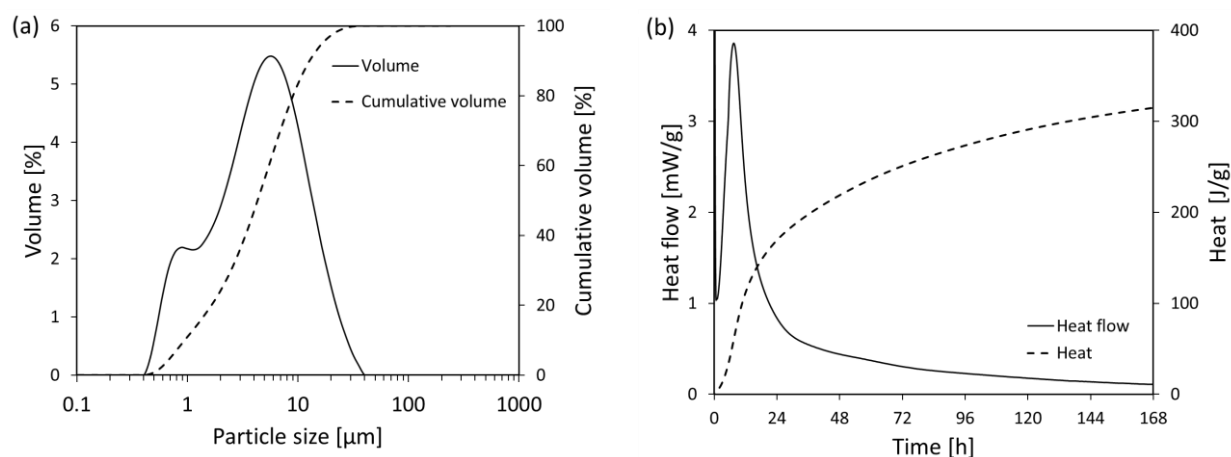 (a)
6
5
4
3
2
1
0
Volume [%]
100
80
60
40
20
0
Cumulative volume [%]
Volume
Cumulative volume
0.1 1 10 100 1000
Particle size [µm]
(b)
4
3
2
1
0
Heat flow [mW/g]
400
300
200
100
0
Heat [J/g]
Heat flow
Heat
0 24 48 72 96 120 144 168
Time [h]